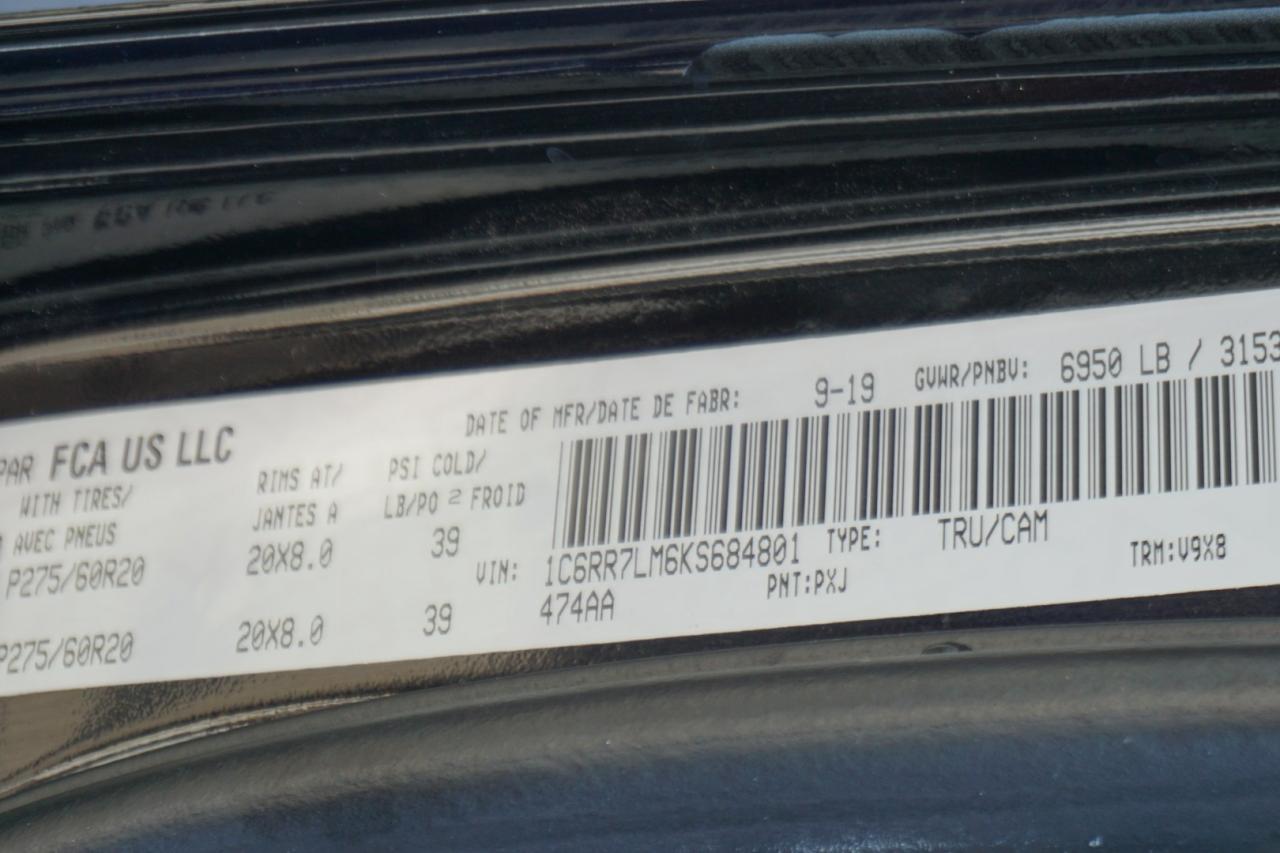 PAR FCA US LLC
DATE OF MFR/DATE DE FABR: 9-19 GVWR/PNBV: 6950 LB / 3153
WITH TIRES/ RIMS AT/ PSI COLD/
AVEC PNEUS JANTES A LB/PO ² FROID
P275/60R20 20X8.0 39
VIN: 1C6RR7LM6KS684801 TYPE: TRU/CAM
P275/60R20 20X8.0 39
474AA PNT:PXJ TRM:V9X8